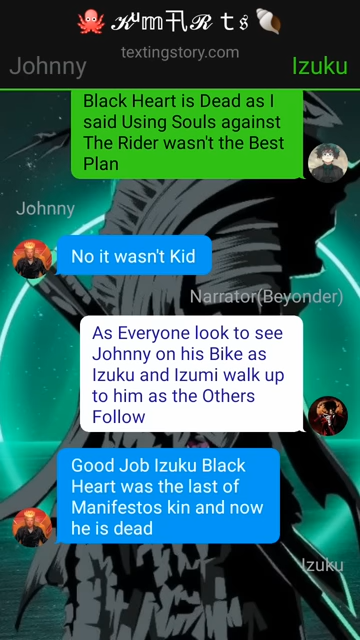 🐙 𝒦ᶸ𝕞卂ℛ 𝕥𝔰 🐚
textingstory.com
Johnny
Izuku
Black Heart is Dead as I
said Using Souls against
The Rider wasn't the Best
Plan
Johnny
No it wasn't Kid
Narrator(Beyonder)
As Everyone look to see
Johnny on his Bike as
Izuku and Izumi walk up
to him as the Others
Follow
Good Job Izuku Black
Heart was the last of
Manifestos kin and now
he is dead
Izuku